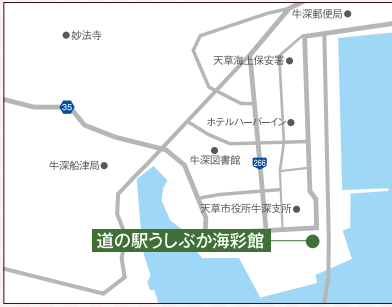 牛深郵便局
妙法寺
天草海上保安署
35
ホテルハーバーイン
牛深図書館
266
牛深船津局
天草市役所牛深支所
道の駅うしぶか海彩館